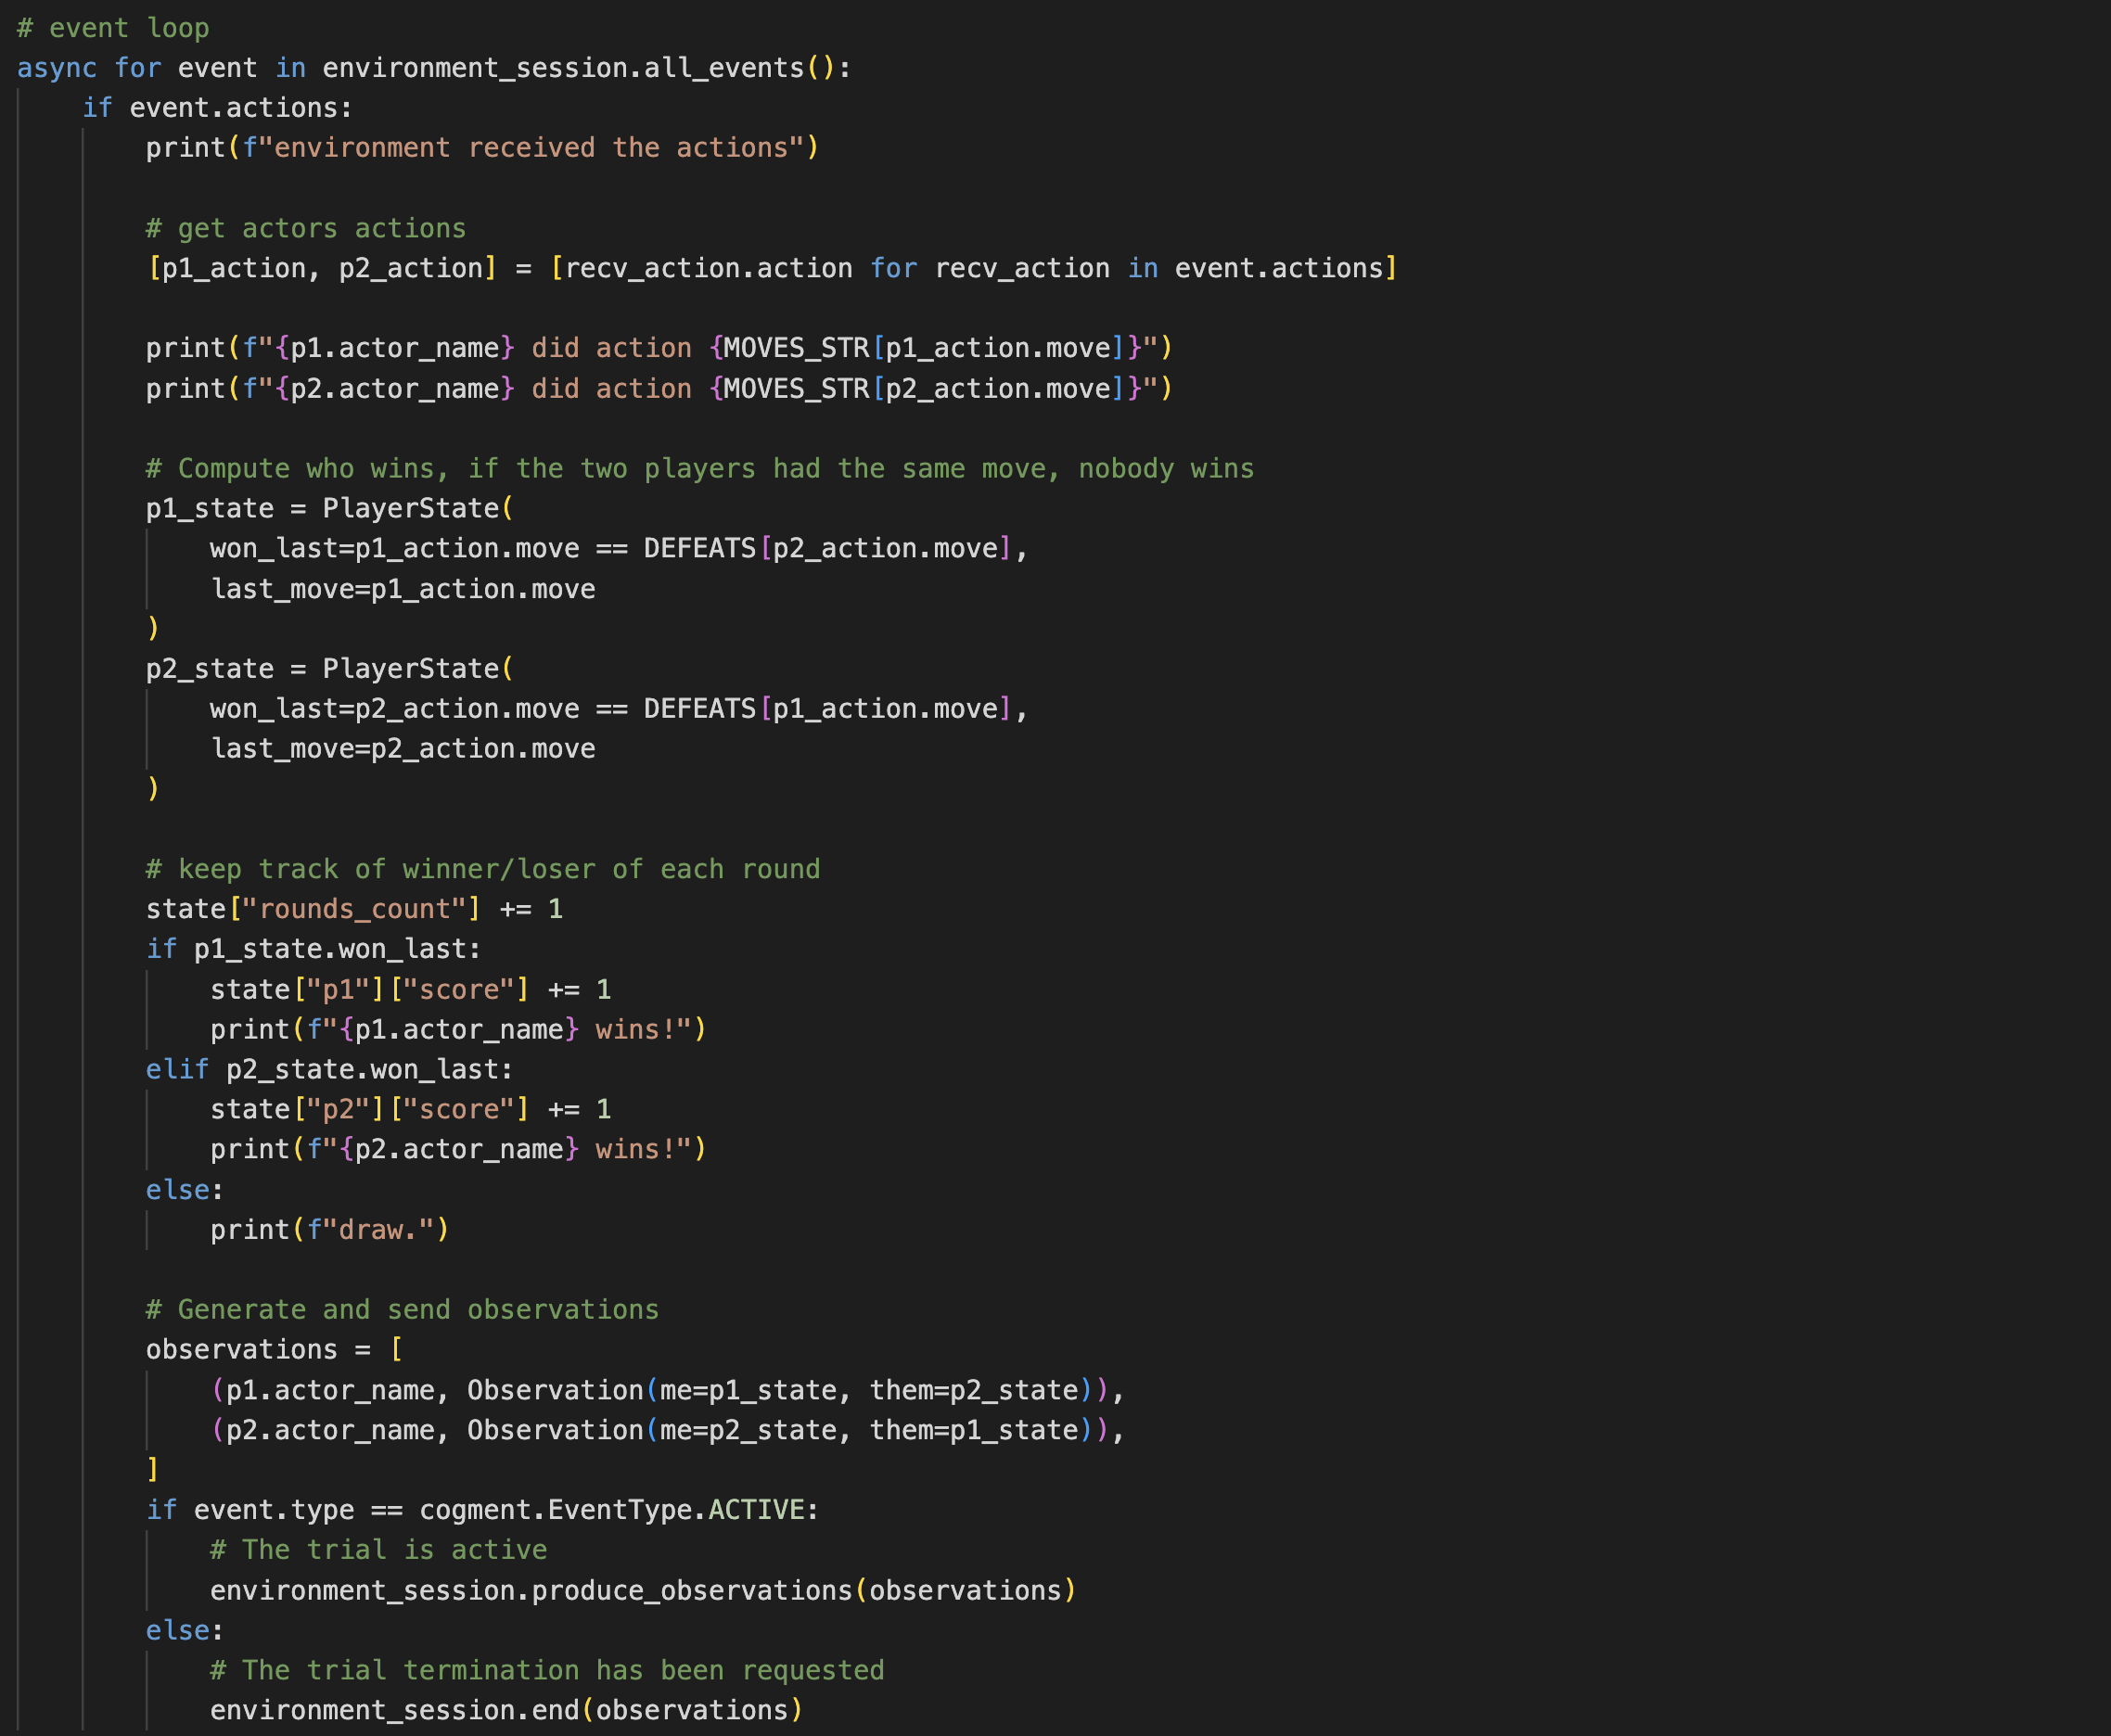 # event loop
async for event in environment_session.all_events():
    if event.actions:
        print(f"environment received the actions")

        # get actors actions
        [p1_action, p2_action] = [recv_action.action for recv_action in event.actions]

        print(f"{p1.actor_name} did action {MOVES_STR[p1_action.move]}")
        print(f"{p2.actor_name} did action {MOVES_STR[p2_action.move]}")

        # Compute who wins, if the two players had the same move, nobody wins
        p1_state = PlayerState(
            won_last=p1_action.move == DEFEATS[p2_action.move],
            last_move=p1_action.move
        )
        p2_state = PlayerState(
            won_last=p2_action.move == DEFEATS[p1_action.move],
            last_move=p2_action.move
        )

        # keep track of winner/loser of each round
        state["rounds_count"] += 1
        if p1_state.won_last:
            state["p1"]["score"] += 1
            print(f"{p1.actor_name} wins!")
        elif p2_state.won_last:
            state["p2"]["score"] += 1
            print(f"{p2.actor_name} wins!")
        else:
            print(f"draw.")

        # Generate and send observations
        observations = [
            (p1.actor_name, Observation(me=p1_state, them=p2_state)),
            (p2.actor_name, Observation(me=p2_state, them=p1_state)),
        ]
        if event.type == cogment.EventType.ACTIVE:
            # The trial is active
            environment_session.produce_observations(observations)
        else:
            # The trial termination has been requested
            environment_session.end(observations)